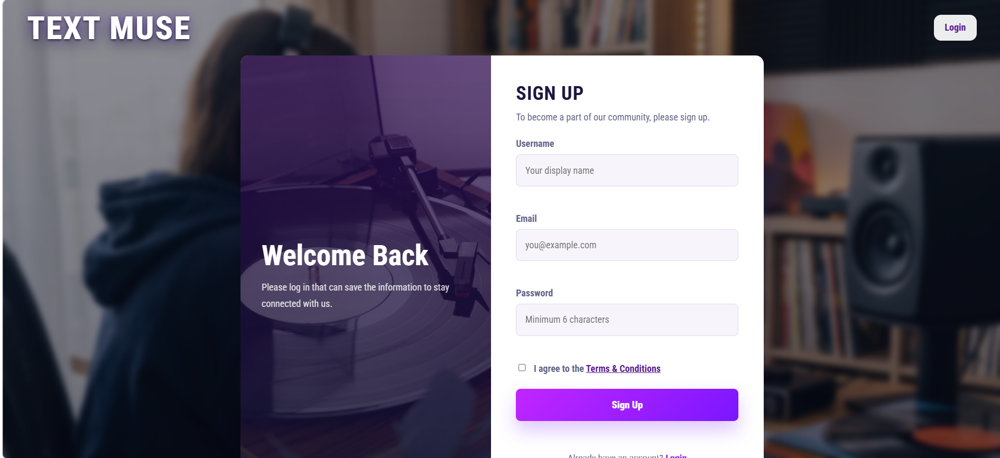 TEXT MUSE
Login
Welcome Back
Please log in that can save the information to stay
connected with us.
SIGN UP
To become a part of our community, please sign up.
Username
Your display name
Email
you@example.com
Password
Minimum 6 characters
I agree to the Terms & Conditions
Sign Up
Already have an account? Login